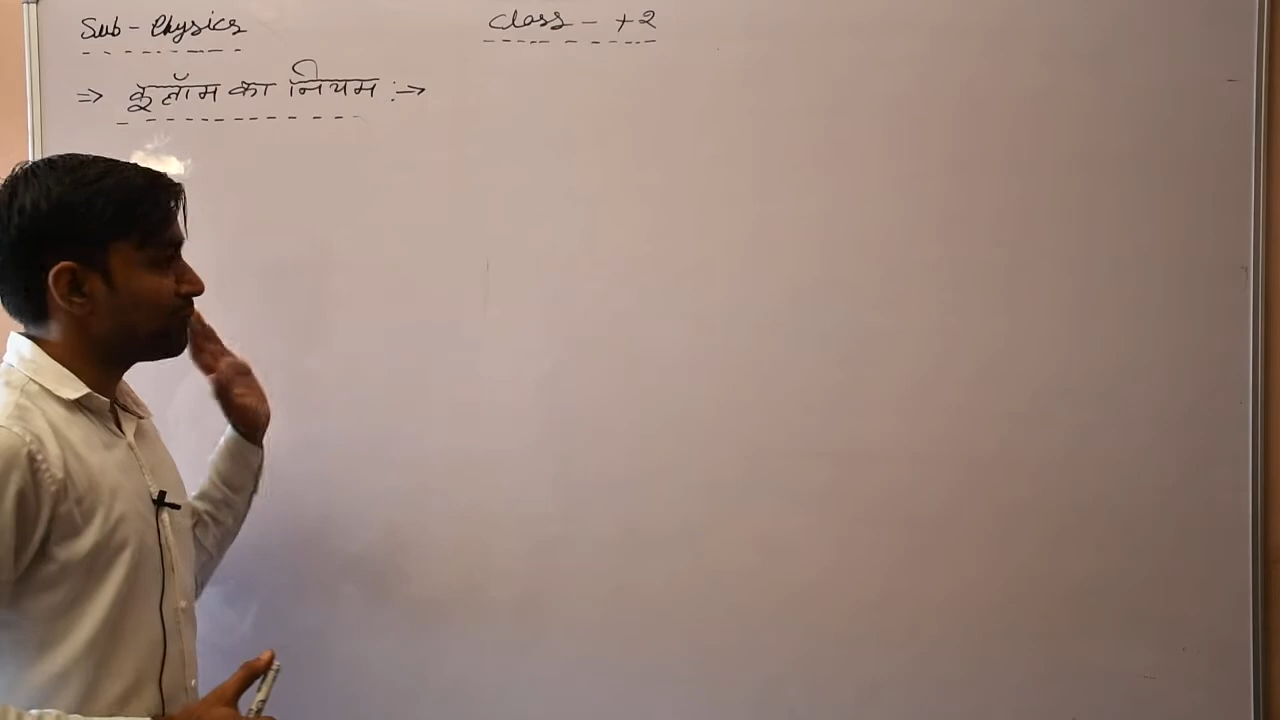 Sub - Physics
Class - +2
⇒ कूलॉम का नियम :→